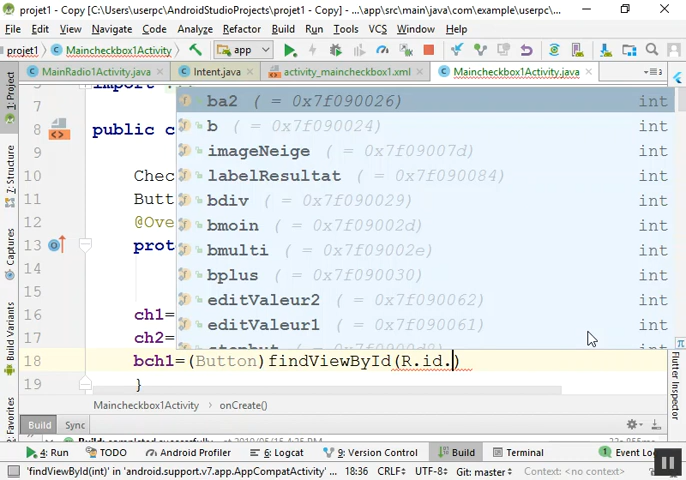 projet1 - Copy [C:\Users\userpc\AndroidStudioProjects\projet1 - Copy] - ...\app\src\main\java\com\example\userpc\...
File Edit View Navigate Code Analyze Refactor Build Run Tools VCS Window Help
projet1 Maincheckbox1Activity app
MainRadio1Activity.java Intent.java activity_maincheckbox1.xml Maincheckbox1Activity.java
1: Project
7: Structure
Captures
Build Variants
Favorites
Flutter Inspector
ba2 ( = 0x7f090026) int
7
b ( = 0x7f090024) int
8 public c
imageNeige ( = 0x7f09007d) int
9
labelResultat ( = 0x7f090084) int
10 Chec
bdiv ( = 0x7f090029) int
11 Butt
bmoin ( = 0x7f09002d) int
12 @Ove
bmulti ( = 0x7f09002e) int
13 prot
bplus ( = 0x7f090030) int
14
editValeur2 ( = 0x7f090062) int
15
editValeur1 ( = 0x7f090061) int
16 ch1=
17 ch2=
18 bch1=(Button)findViewById(R.id.)
19 }
Maincheckbox1Activity onCreate()
Build Sync
4: Run TODO Android Profiler 6: Logcat 9: Version Control Build Terminal Event Lo
'findViewById(int)' in 'android.support.v7.app.AppCompatActivity' ... 18:36 CRLF UTF-8 Git: master Context: <no context>